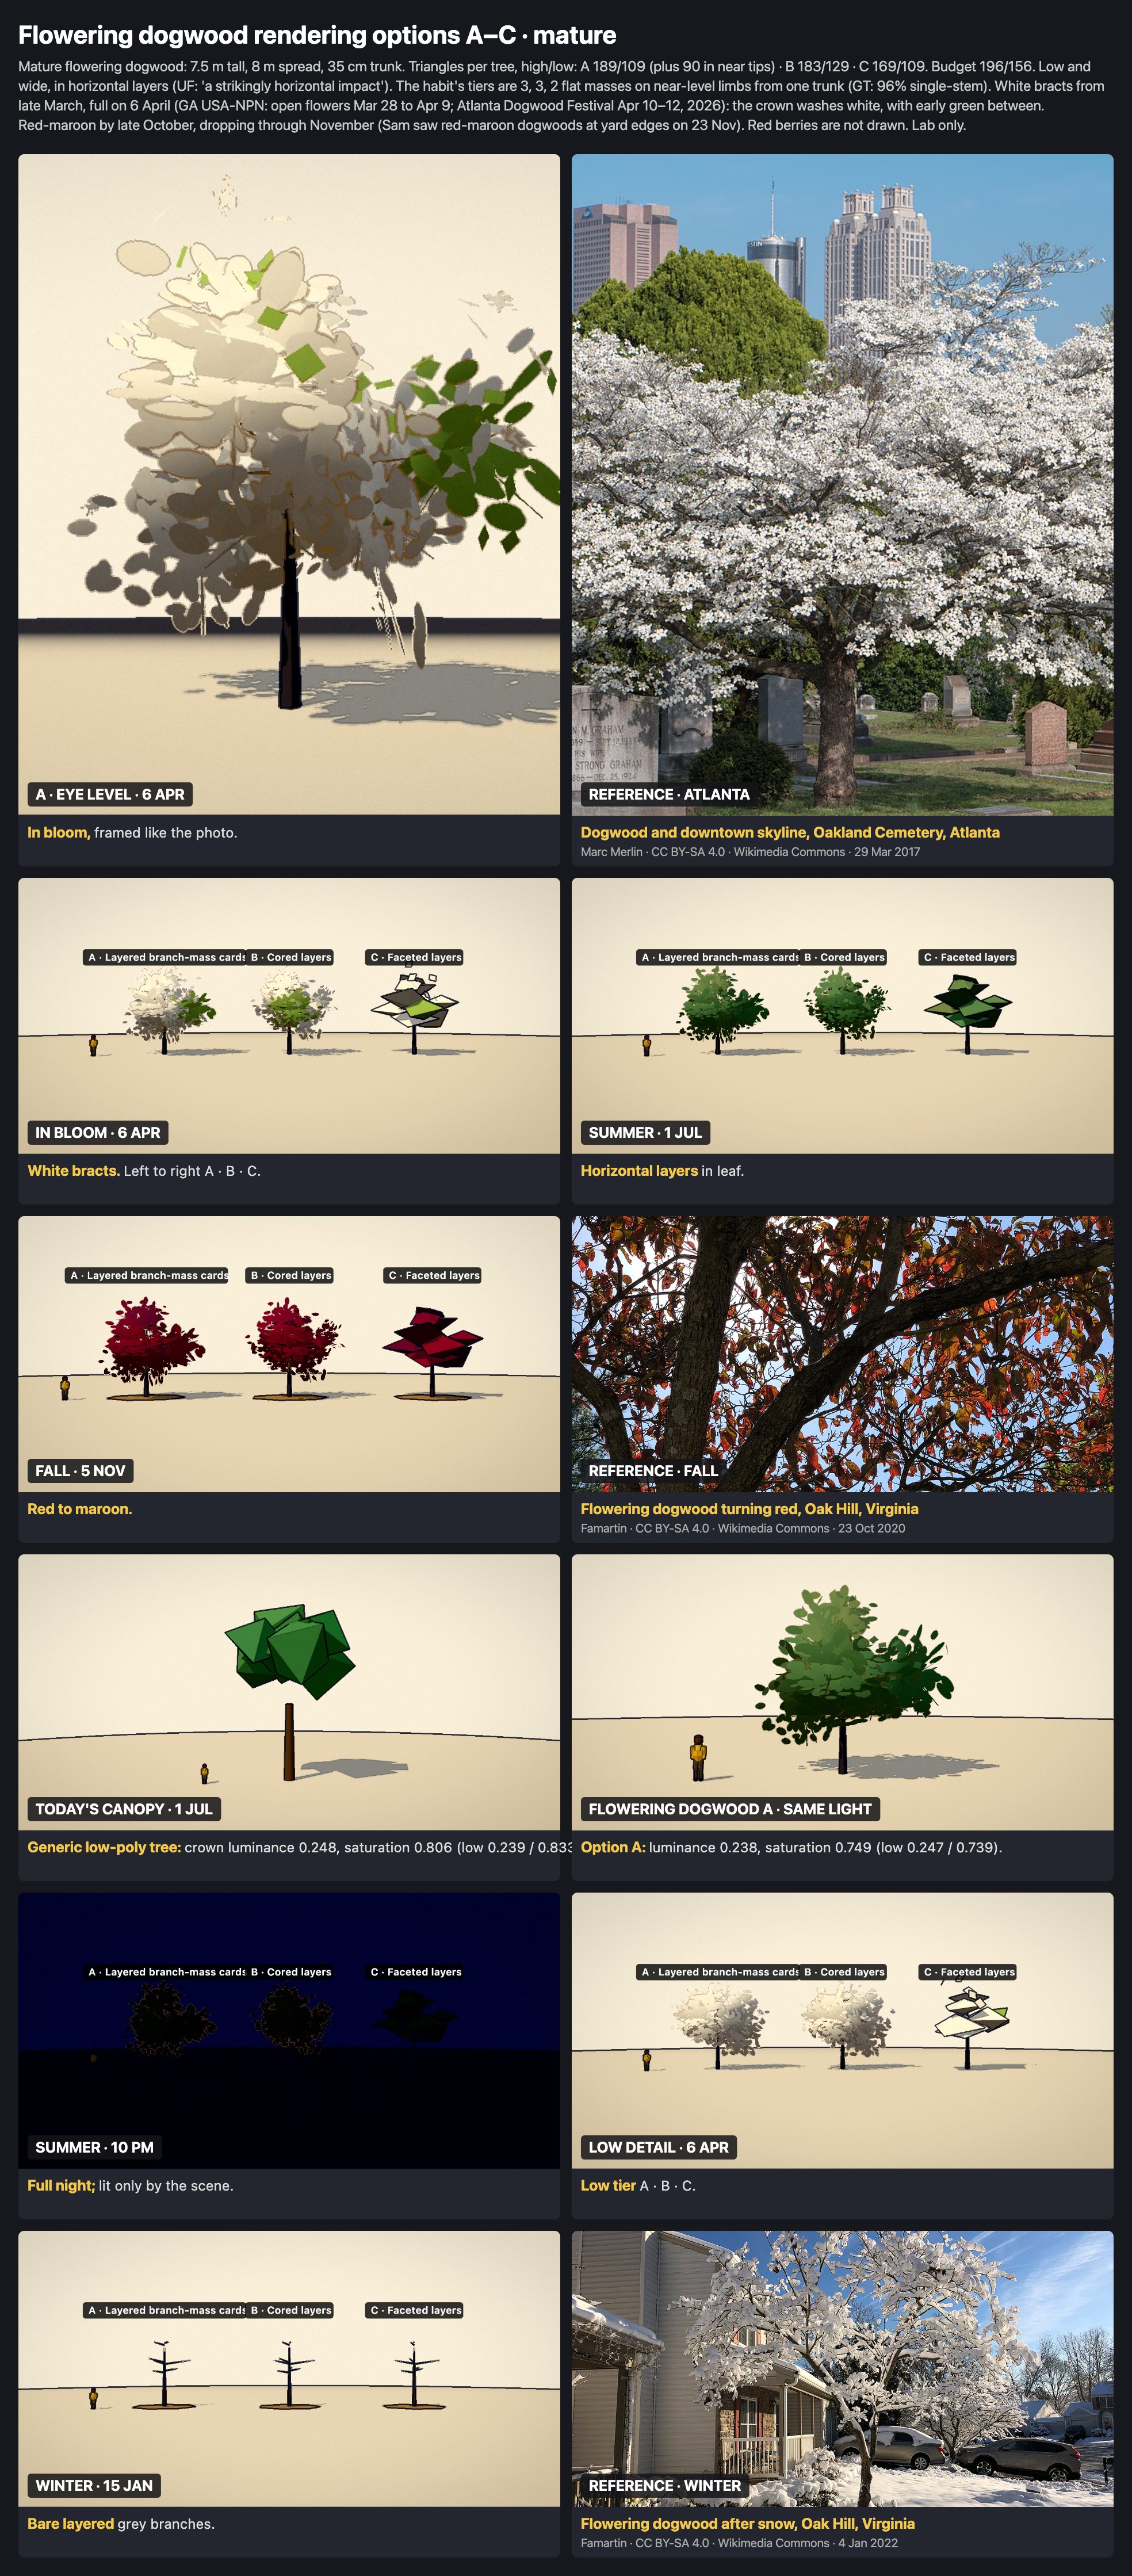 Flowering dogwood rendering options A–C · mature
Mature flowering dogwood: 7.5 m tall, 8 m spread, 35 cm trunk. Triangles per tree, high/low: A 189/109 (plus 90 in near tips) · B 183/129 · C 169/109. Budget 196/156. Low and
wide, in horizontal layers (UF: 'a strikingly horizontal impact'). The habit's tiers are 3, 3, 2 flat masses on near-level limbs from one trunk (GT: 96% single-stem). White bracts from
late March, full on 6 April (GA USA-NPN: open flowers Mar 28 to Apr 9; Atlanta Dogwood Festival Apr 10–12, 2026): the crown washes white, with early green between.
Red-maroon by late October, dropping through November (Sam saw red-maroon dogwoods at yard edges on 23 Nov). Red berries are not drawn. Lab only.
N M. GRAHAM
HIS WIFE
STRONG GRAHAM
A · EYE LEVEL · 6 APR
REFERENCE · ATLANTA
In bloom, framed like the photo.
Dogwood and downtown skyline, Oakland Cemetery, Atlanta
Marc Merlin · CC BY-SA 4.0 · Wikimedia Commons · 29 Mar 2017
A · Layered branch-mass cards
B · Cored layers
C · Faceted layers
A · Layered branch-mass cards
B · Cored layers
C · Faceted layers
IN BLOOM · 6 APR
SUMMER · 1 JUL
White bracts. Left to right A · B · C.
Horizontal layers in leaf.
A · Layered branch-mass cards
B · Cored layers
C · Faceted layers
FALL · 5 NOV
REFERENCE · FALL
Red to maroon.
Flowering dogwood turning red, Oak Hill, Virginia
Famartin · CC BY-SA 4.0 · Wikimedia Commons · 23 Oct 2020
TODAY'S CANOPY · 1 JUL
FLOWERING DOGWOOD A · SAME LIGHT
Generic low-poly tree: crown luminance 0.248, saturation 0.806 (low 0.239 / 0.833
Option A: luminance 0.238, saturation 0.749 (low 0.247 / 0.739).
A · Layered branch-mass cards
B · Cored layers
C · Faceted layers
A · Layered branch-mass cards
B · Cored layers
C · Faceted layers
SUMMER · 10 PM
LOW DETAIL · 6 APR
Full night; lit only by the scene.
Low tier A · B · C.
A · Layered branch-mass cards
B · Cored layers
C · Faceted layers
WINTER · 15 JAN
REFERENCE · WINTER
Bare layered grey branches.
Flowering dogwood after snow, Oak Hill, Virginia
Famartin · CC BY-SA 4.0 · Wikimedia Commons · 4 Jan 2022